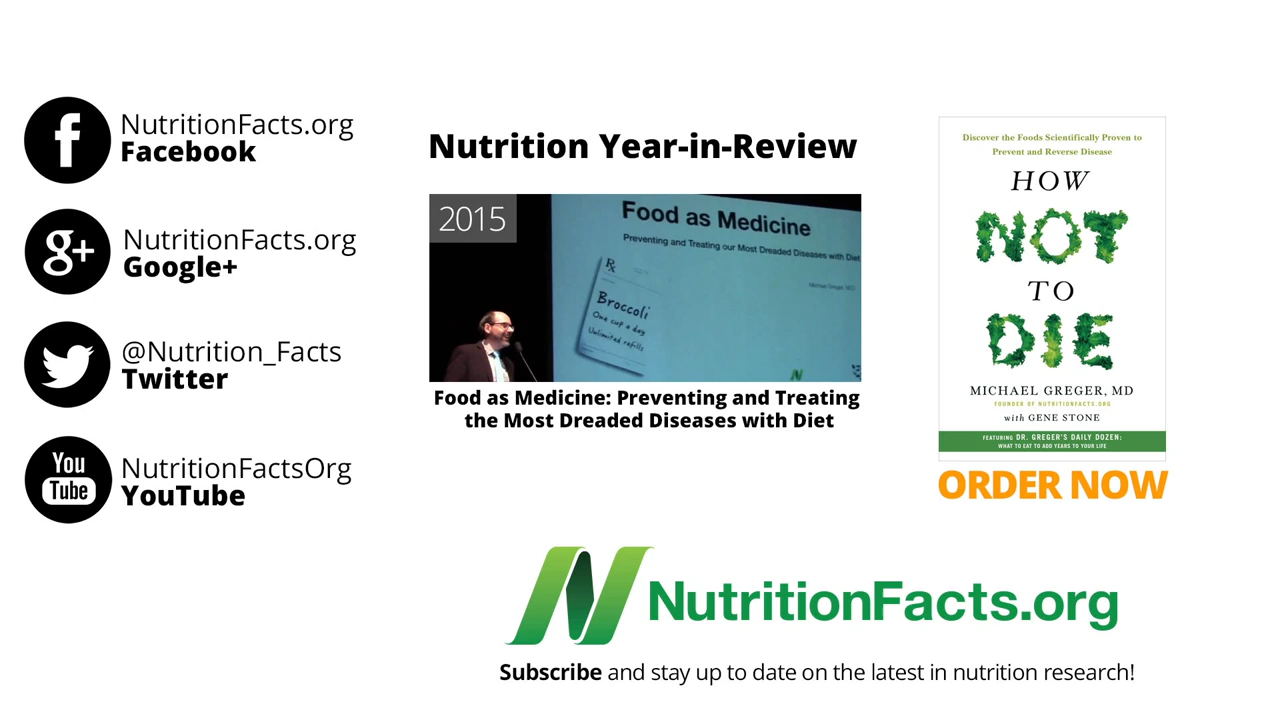 f
NutritionFacts.org
Facebook
g+
NutritionFacts.org
Google+
@Nutrition_Facts
Twitter
You
Tube
NutritionFactsOrg
YouTube
Nutrition Year-in-Review
2015
Food as Medicine
Preventing and Treating our Most Dreaded Diseases with Diet
Michael Greger, MD
Rx
Broccoli
One cup a day
Unlimited refills
Food as Medicine: Preventing and Treating
the Most Dreaded Diseases with Diet
Discover the Foods Scientifically Proven to
Prevent and Reverse Disease
HOW
NOT
TO
DIE
MICHAEL GREGER, MD
FOUNDER OF NUTRITIONFACTS.ORG
with GENE STONE
FEATURING DR. GREGER'S DAILY DOZEN:
WHAT TO EAT TO ADD YEARS TO YOUR LIFE
ORDER NOW
NutritionFacts.org
Subscribe and stay up to date on the latest in nutrition research!